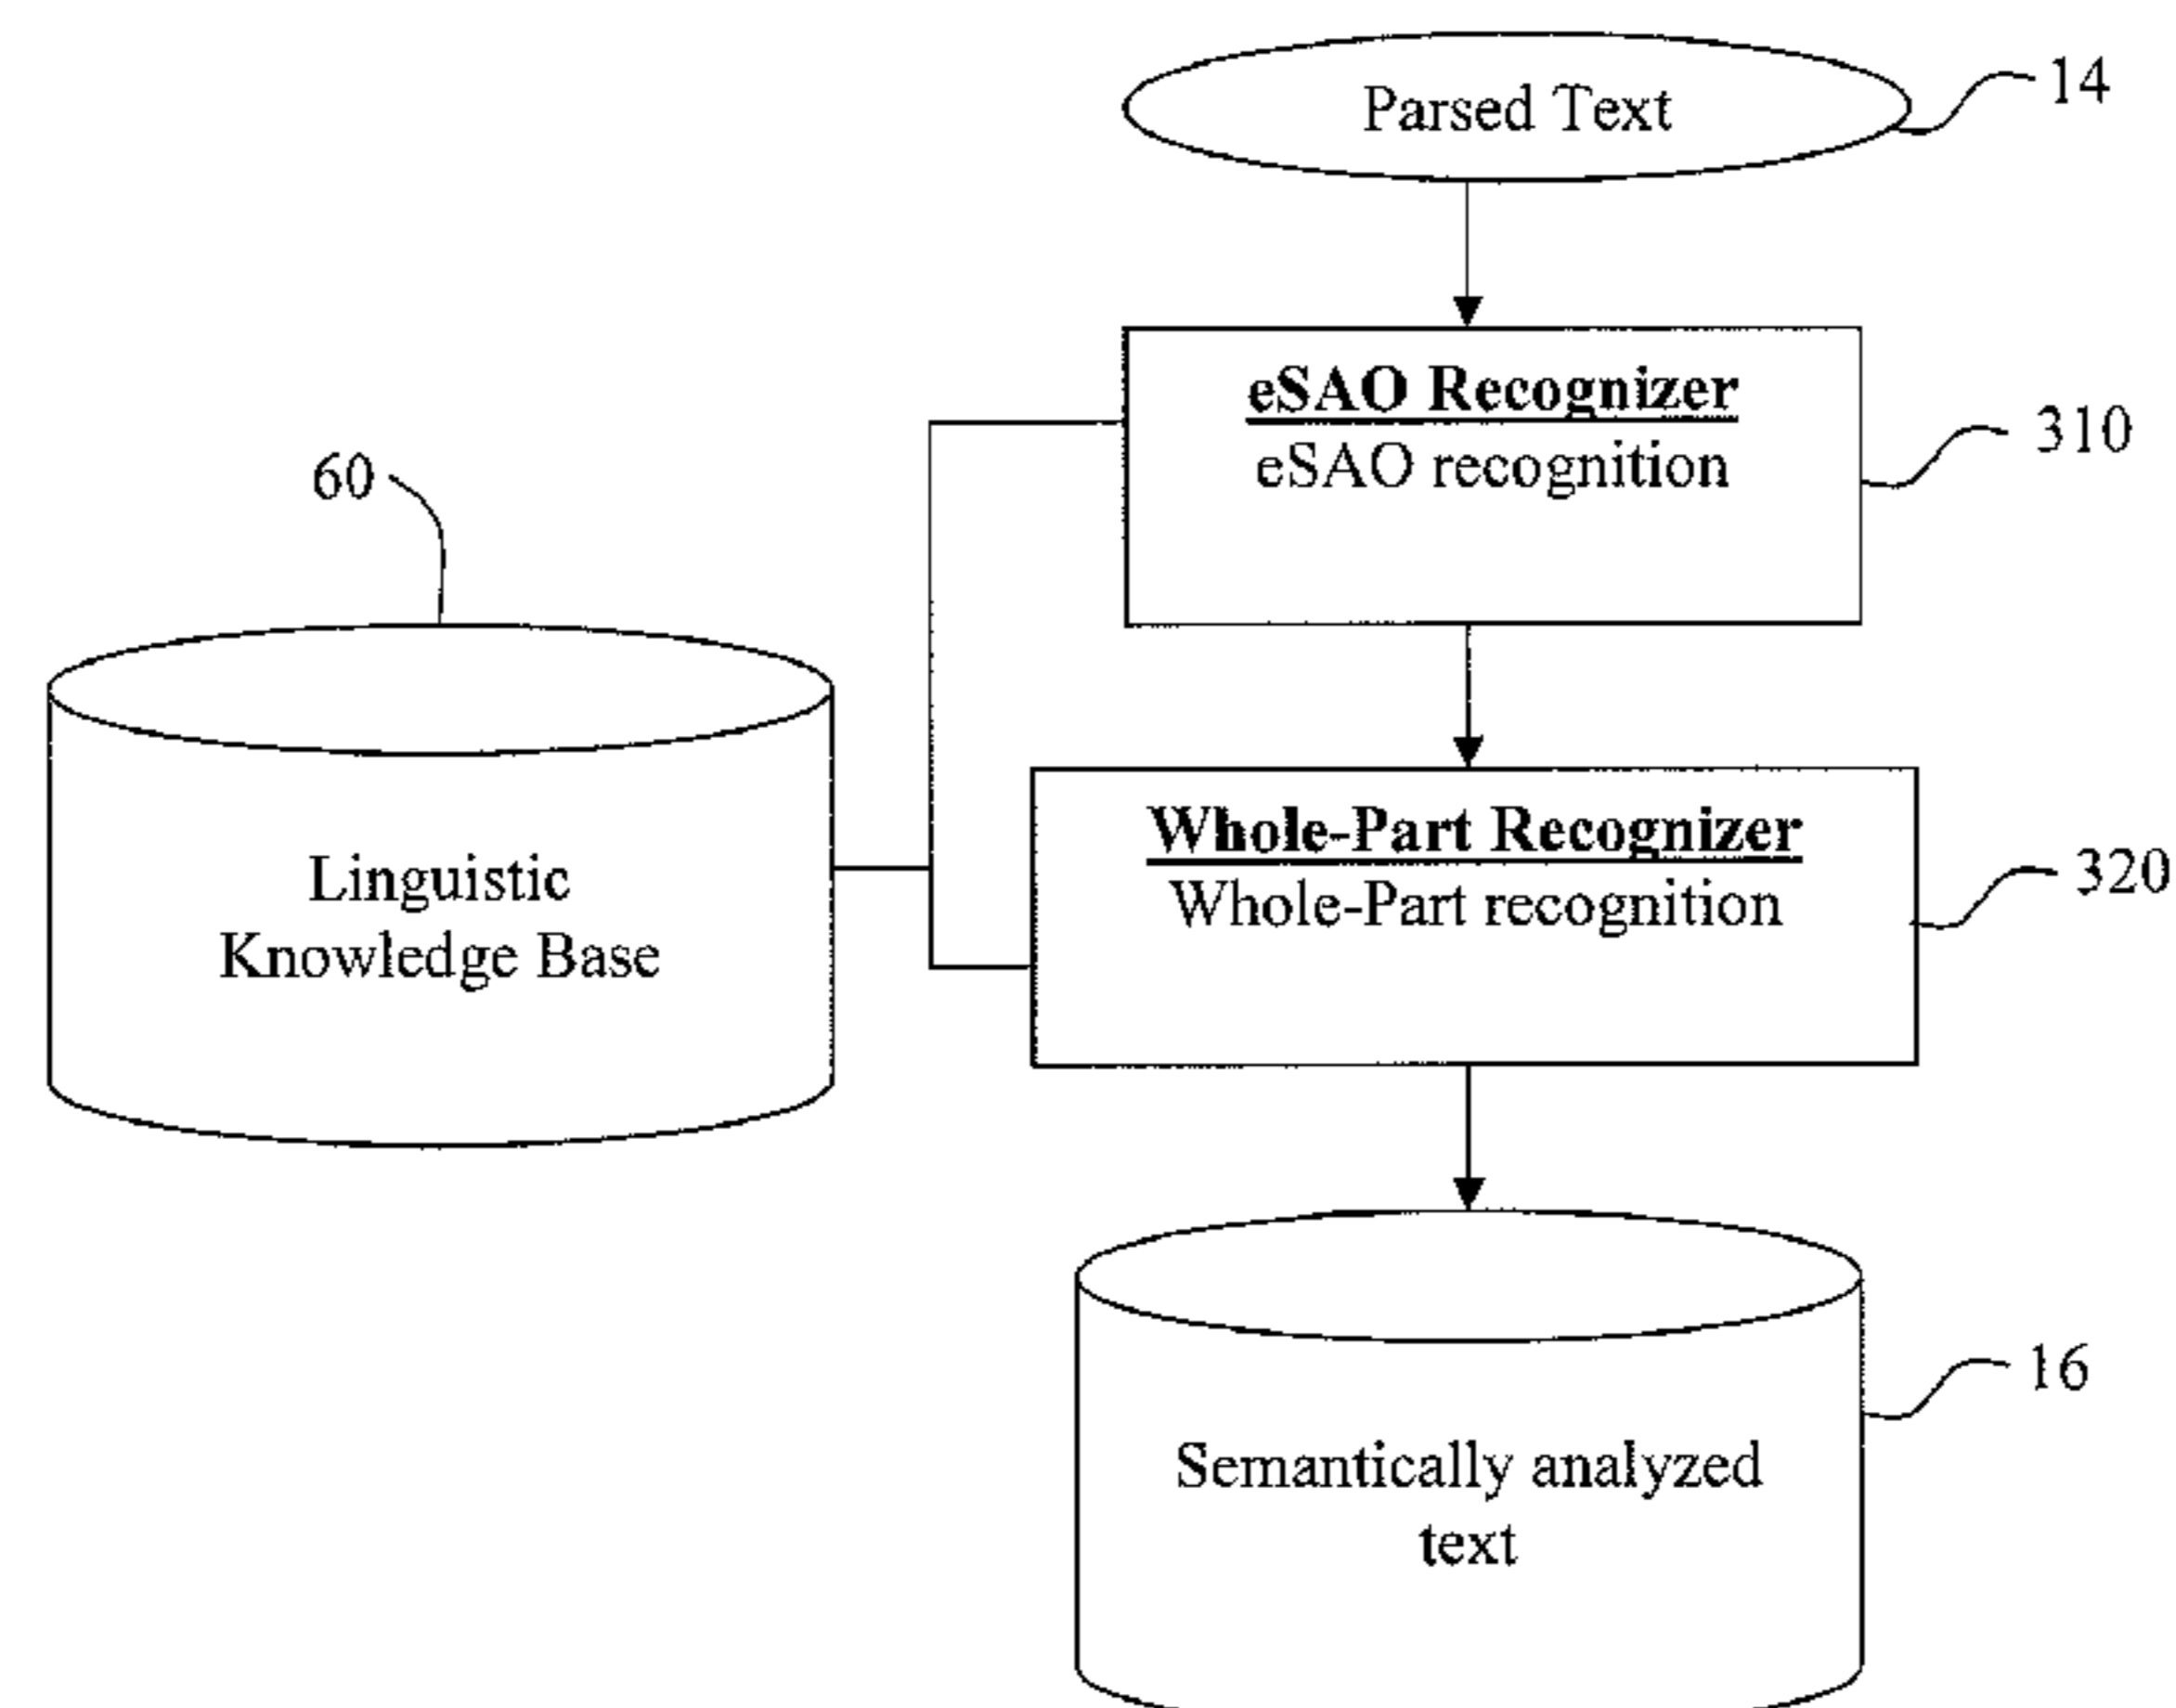 Parsed Text
14
eSAO Recognizer
eSAO recognition
310
60
Whole-Part Recognizer
Whole-Part recognition
320
Linguistic
Knowledge Base
16
Semantically analyzed
text